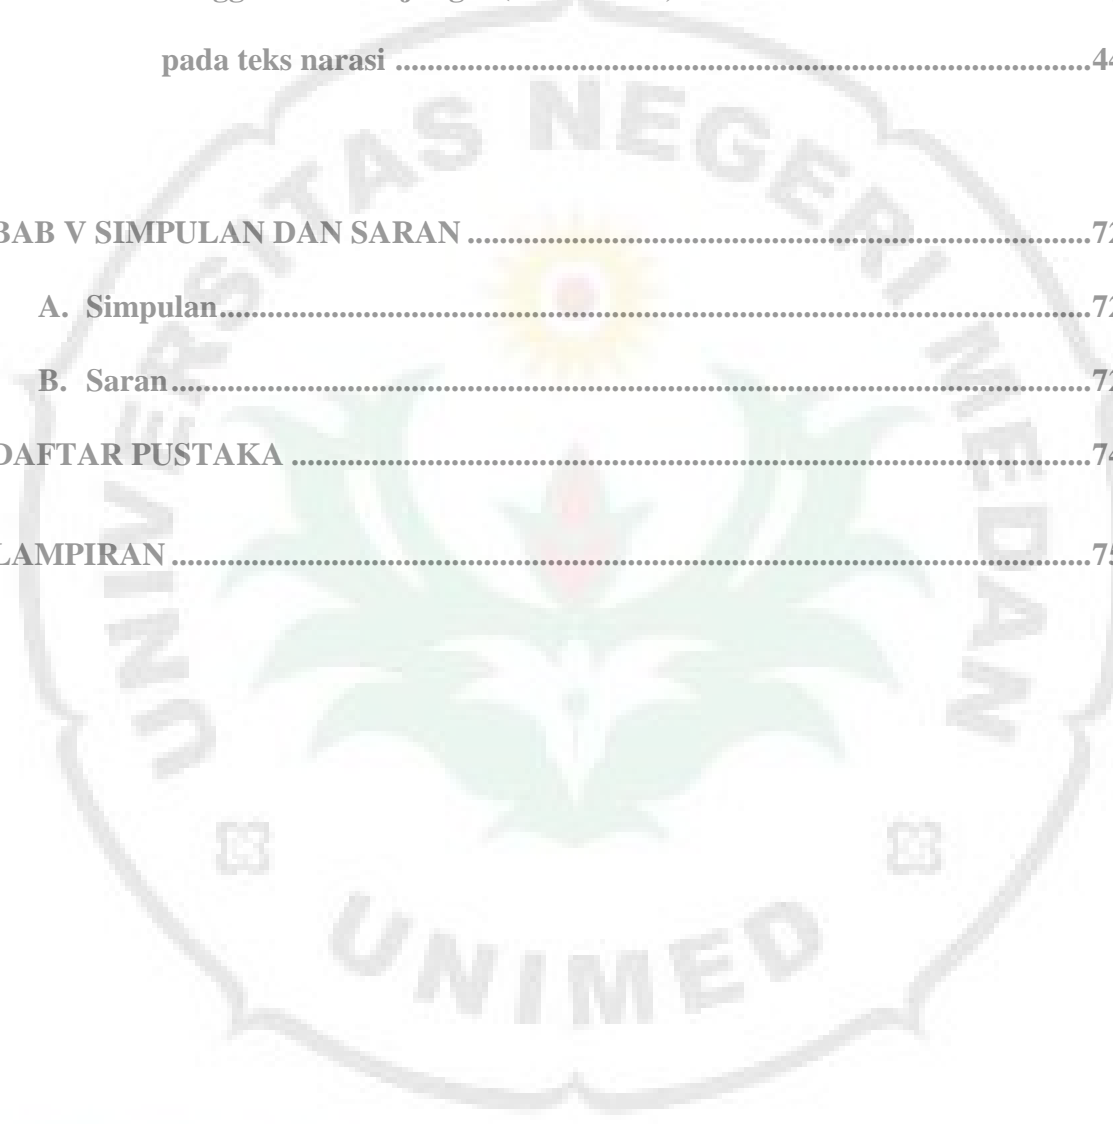 pada teks narasi ........................................................................................44
BAB V SIMPULAN DAN SARAN ...............................................................................72
A. Simpulan..............................................................................................................72
B. Saran....................................................................................................................72
DAFTAR PUSTAKA .....................................................................................................74
LAMPIRAN ....................................................................................................................75
UNIVERSITAS NEGERI MEDAN
UNIMED